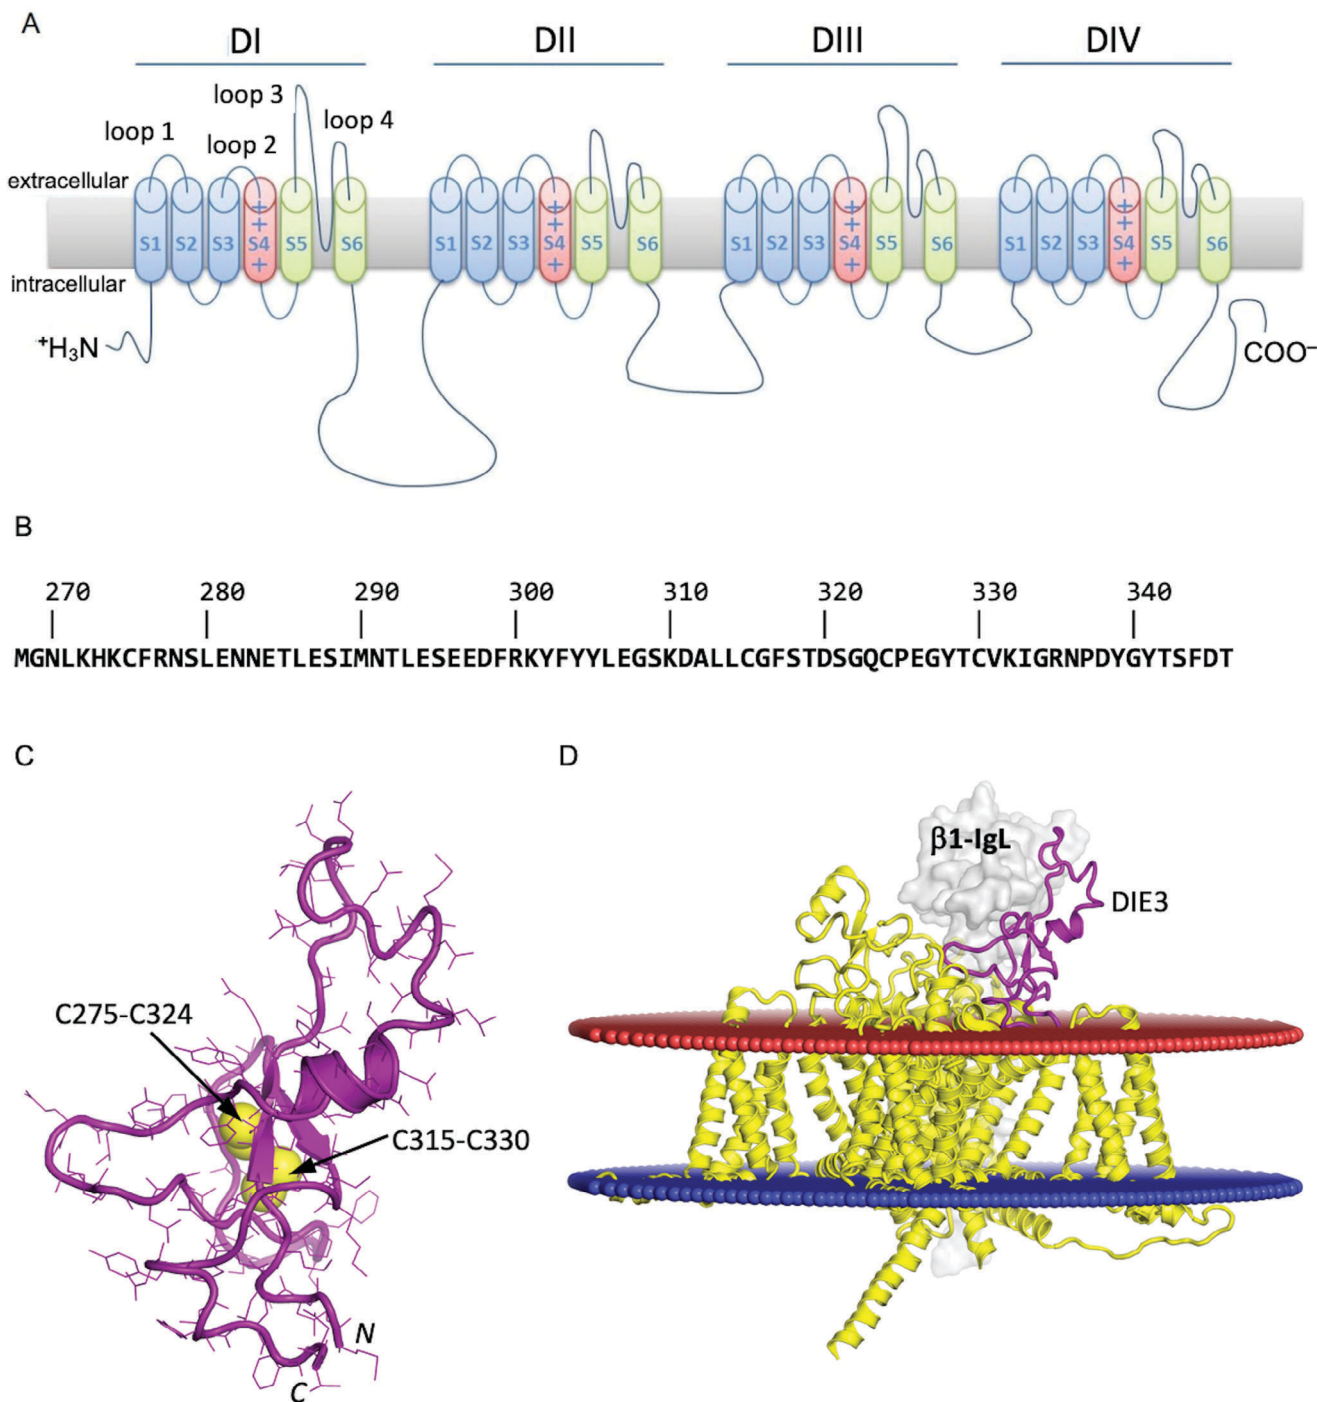 A
DI DII DIII DIV
loop 3
loop 1 loop 2 loop 4
extracellular
S1 S2 S3 S4 S5 S6 S1 S2 S3 S4 S5 S6 S1 S2 S3 S4 S5 S6 S1 S2 S3 S4 S5 S6
intracellular
⁺H₃N COO⁻
B
270 280 290 300 310 320 330 340
MGNLKHKCFRNSLENNETLESIMNTLESEEDFRKYFYYLEGSKDALLCGFSTDSGQCPEGYTCVKIGRNPDYGYTSFDT
C D
β1-IgL
DIE3
C275-C324
C315-C330
N
C